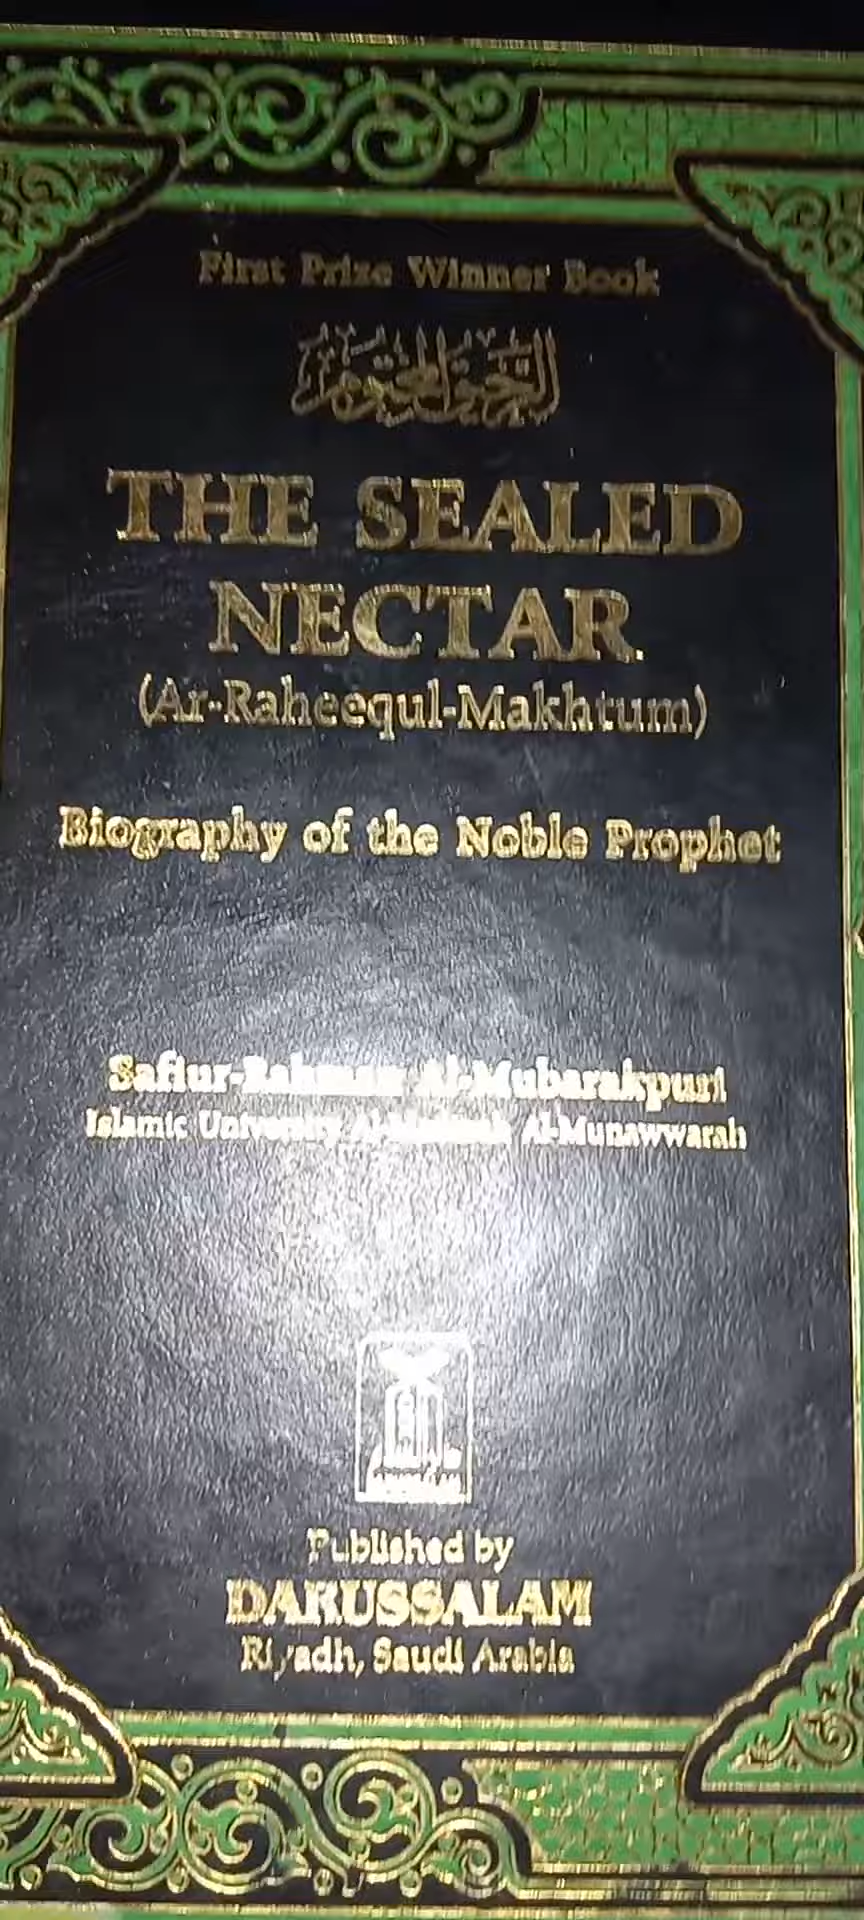 First Prize Winner Book
الرحيق المختوم
THE SEALED
NECTAR
(Ar-Raheequl-Makhtum)
Biography of the Noble Prophet
Safiur-Rahman Al-Mubarakpuri
Islamic University Al-Madinah Al-Munawwarah
Published by
DARUSSALAM
Riyadh, Saudi Arabia